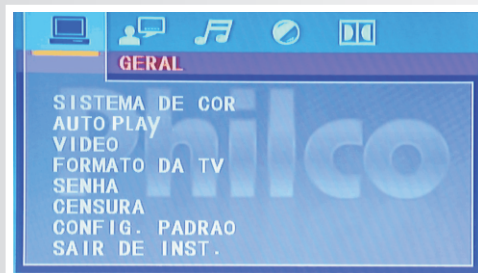 GERAL
SISTEMA DE COR
AUTO PLAY
VIDEO
FORMATO DA TV
SENHA
CENSURA
CONFIG. PADRAO
SAIR DE INST.
Philco